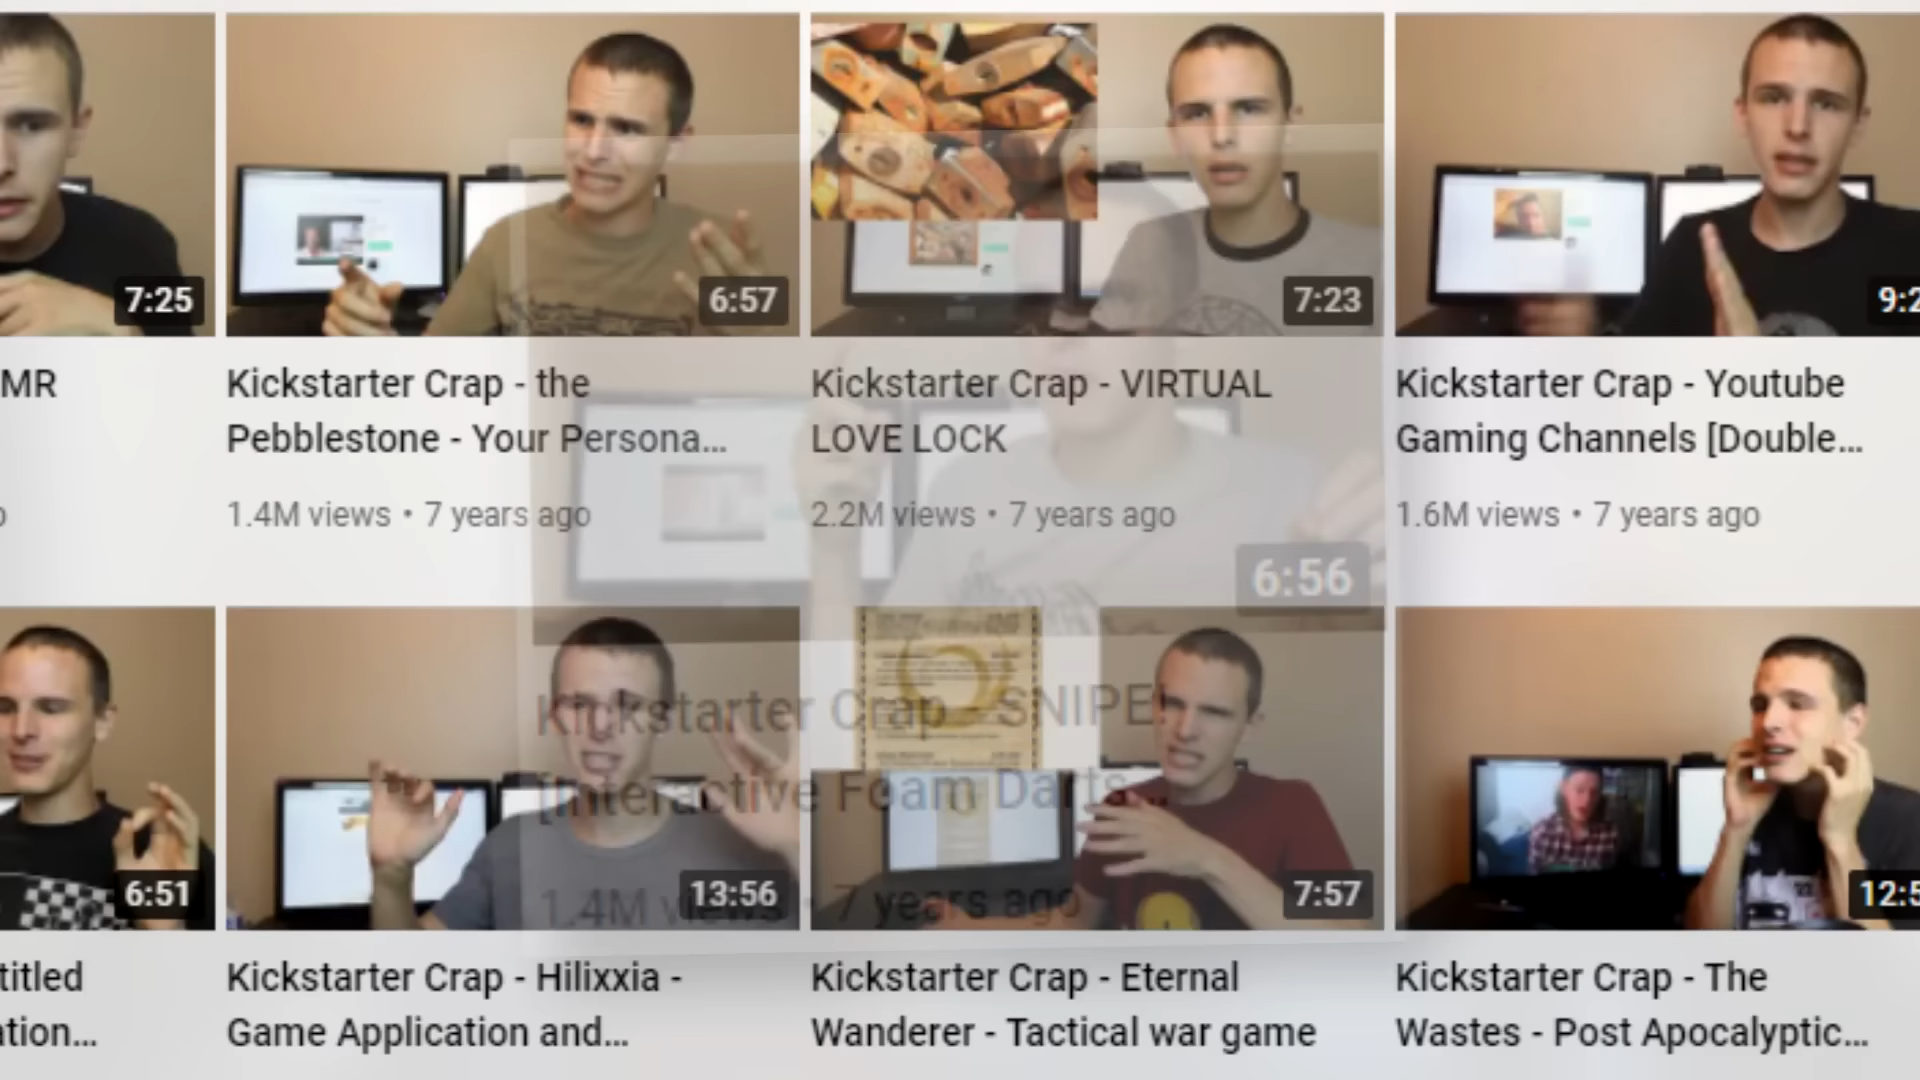 7:25
6:57
7:23
MR
Kickstarter Crap - the
Pebblestone - Your Persona...
1.4M views • 7 years ago
Kickstarter Crap - VIRTUAL
LOVE LOCK
2.2M views • 7 years ago
Kickstarter Crap - Youtube
Gaming Channels [Double...
1.6M views • 7 years ago
6:56
Kickstarter Crap - SNIPE!
[Interactive Foam Darts...
1.4M views • 7 years ago
6:51
13:56
7:57
Kickstarter Crap - Hilixxia -
Game Application and...
Kickstarter Crap - Eternal
Wanderer - Tactical war game
Kickstarter Crap - The
Wastes - Post Apocalyptic...